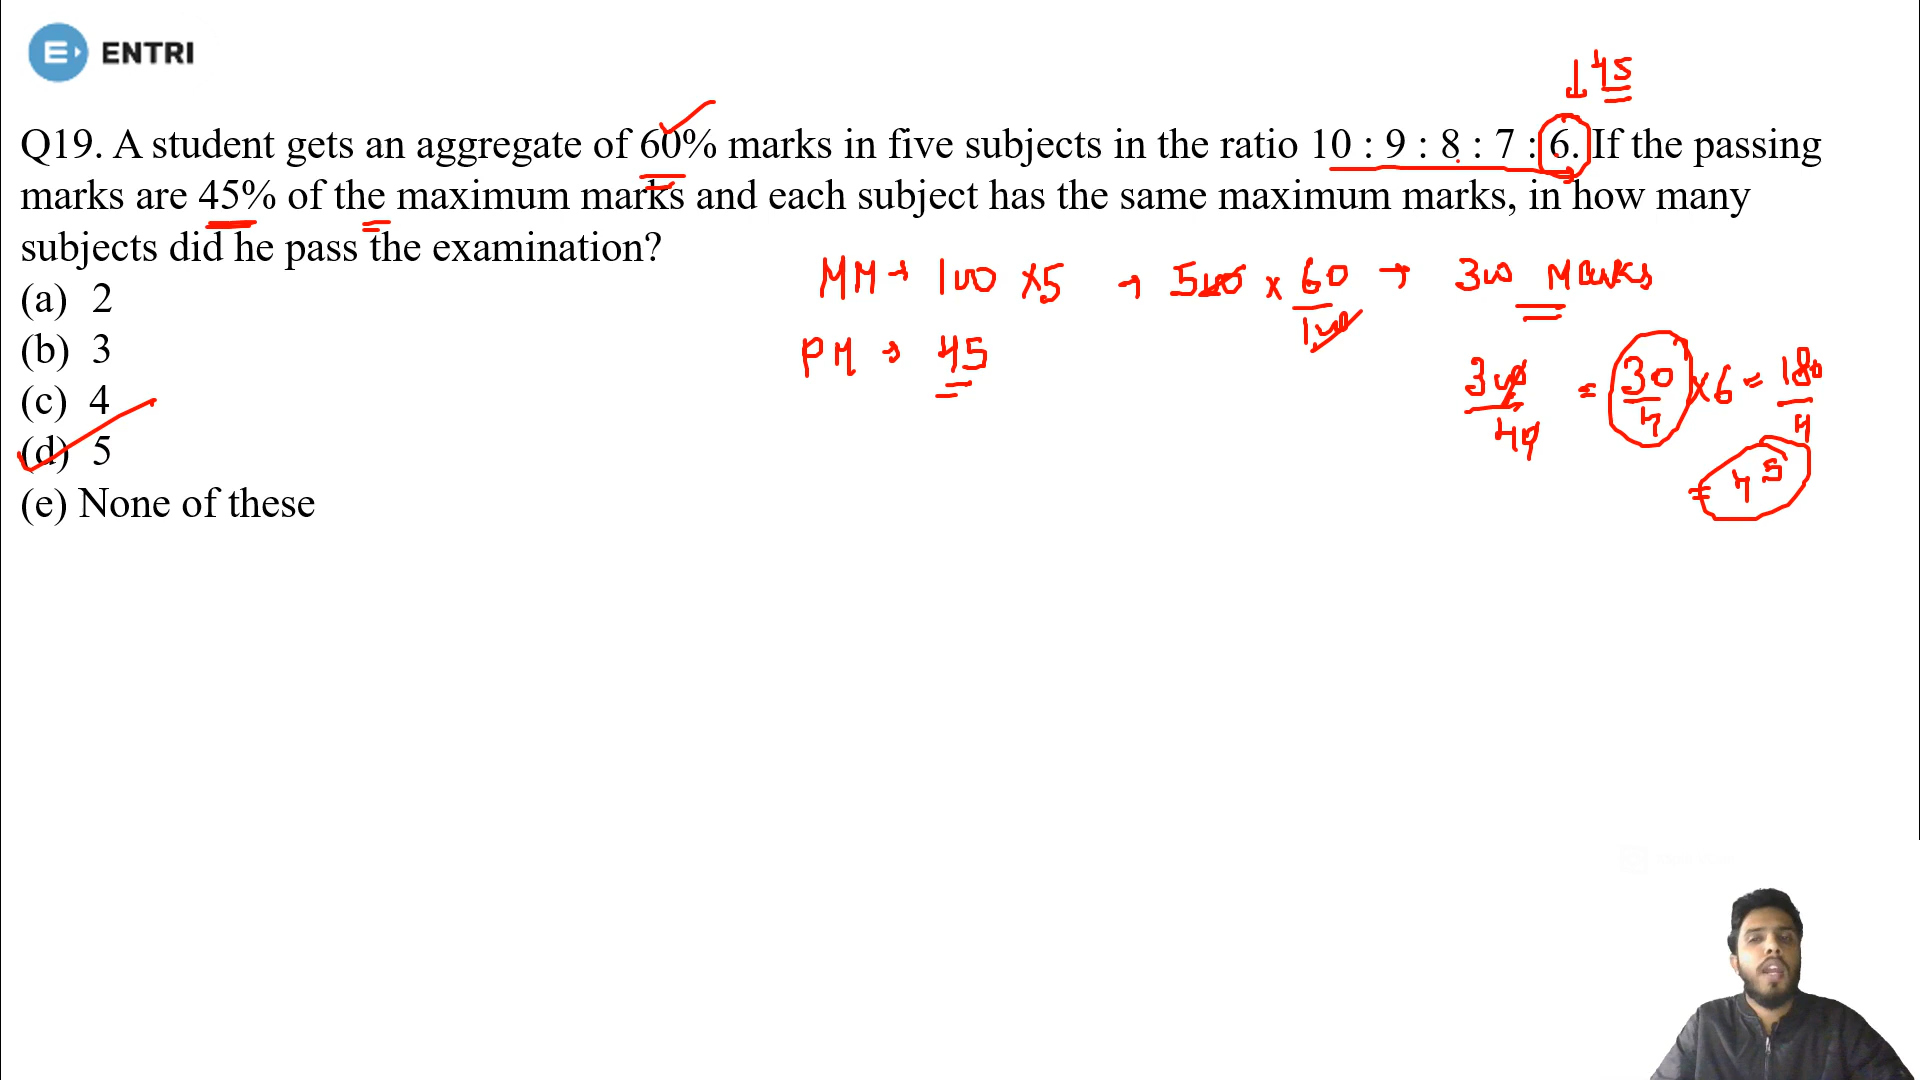 ENTRI
↓ 45
Q19. A student gets an aggregate of 60% marks in five subjects in the ratio 10 : 9 : 8 : 7 : 6. If the passing
marks are 45% of the maximum marks and each subject has the same maximum marks, in how many
subjects did he pass the examination?
MM → 100 × 5 → 500 × 60/100 → 300 Marks
(a) 2
(b) 3
PM → 45
300/40 = 30/4 × 6 = 180/4
(c) 4
(d) 5
= 45
(e) None of these